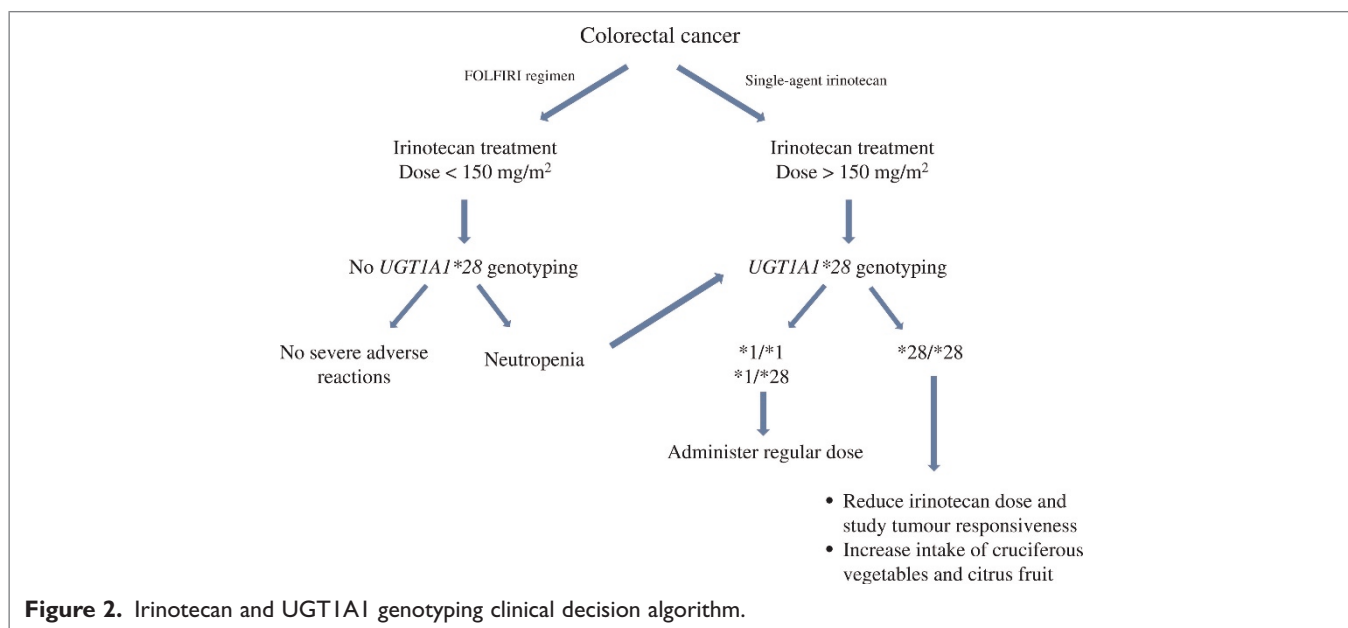 Colorectal cancer
FOLFIRI regimen
Single-agent irinotecan
Irinotecan treatment
Dose < 150 mg/m²
Irinotecan treatment
Dose > 150 mg/m²
No UGT1A1*28 genotyping
UGT1A1*28 genotyping
No severe adverse
reactions
Neutropenia
*1/*1
*1/*28
*28/*28
Administer regular dose
• Reduce irinotecan dose and
study tumour responsiveness
• Increase intake of cruciferous
vegetables and citrus fruit
Figure 2. Irinotecan and UGT1A1 genotyping clinical decision algorithm.